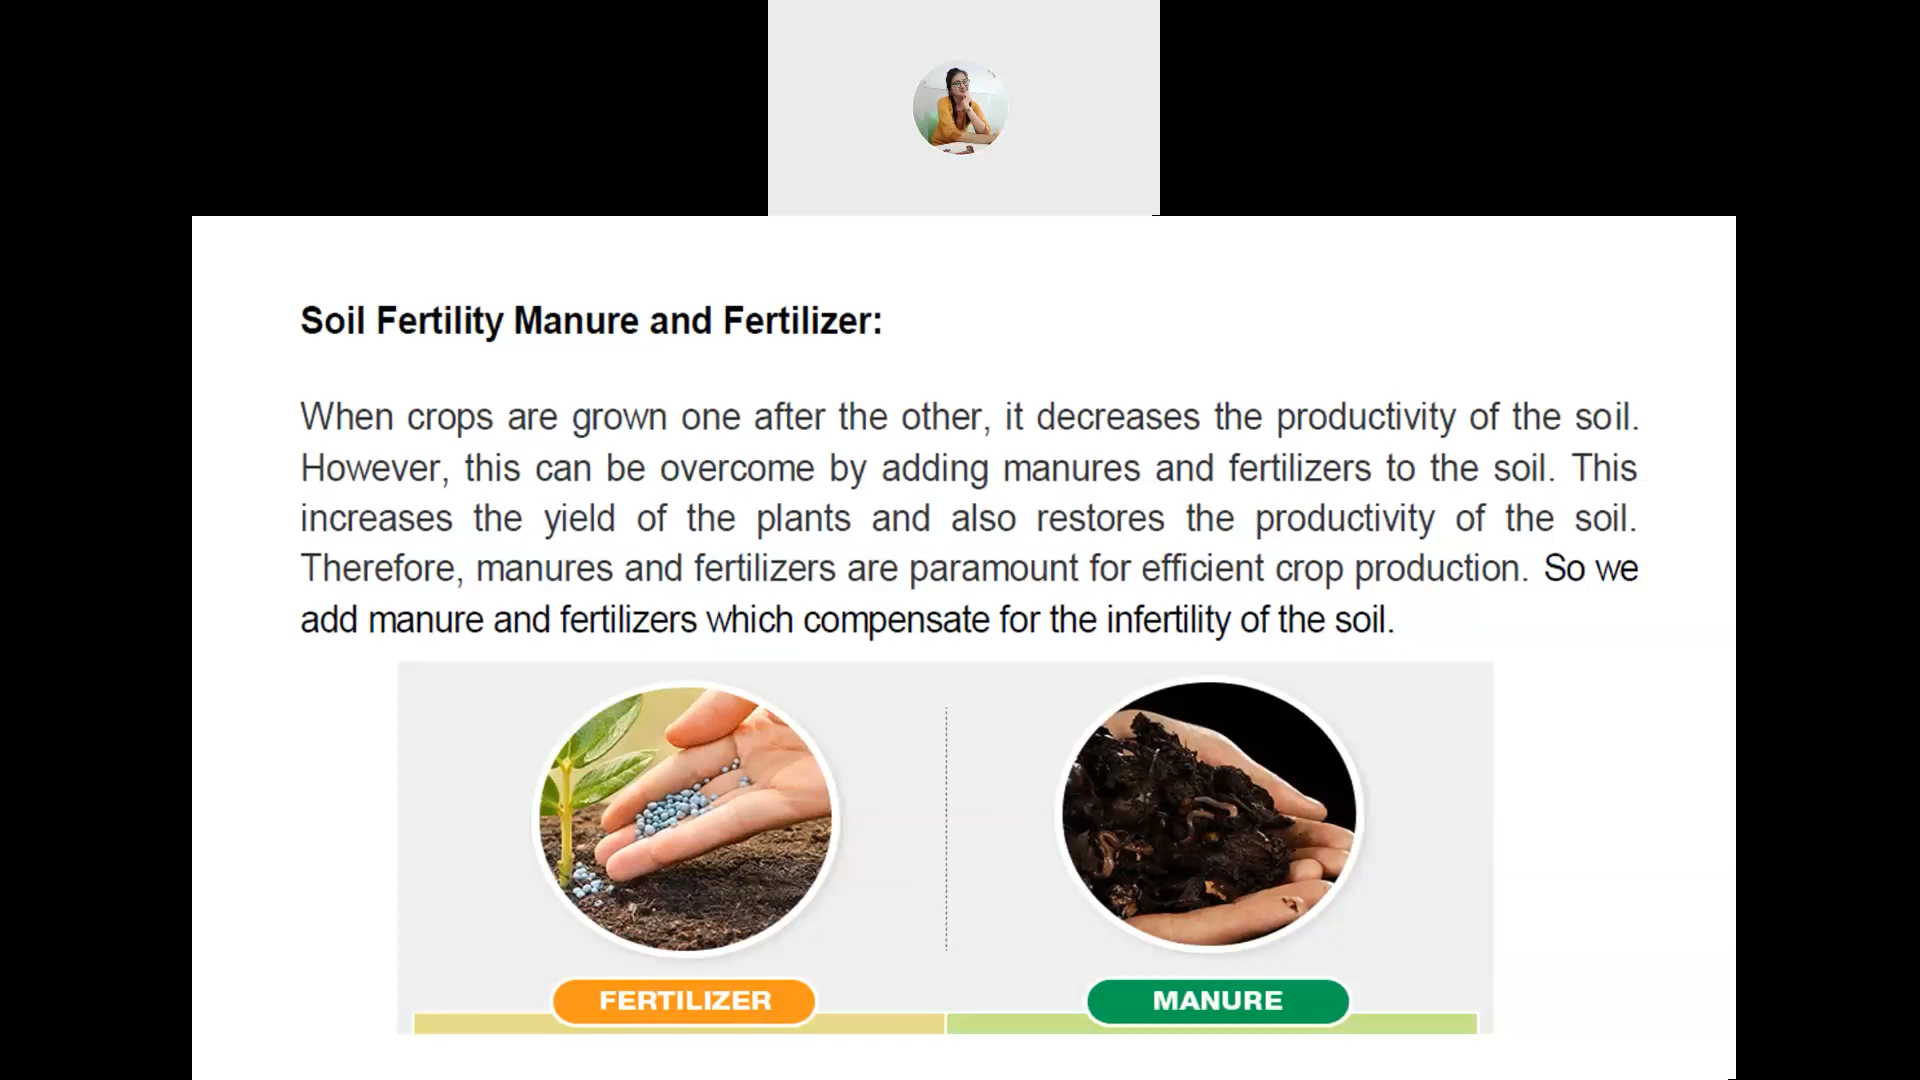 Soil Fertility Manure and Fertilizer:
When crops are grown one after the other, it decreases the productivity of the soil.
However, this can be overcome by adding manures and fertilizers to the soil. This
increases the yield of the plants and also restores the productivity of the soil.
Therefore, manures and fertilizers are paramount for efficient crop production. So we
add manure and fertilizers which compensate for the infertility of the soil.
FERTILIZER
MANURE